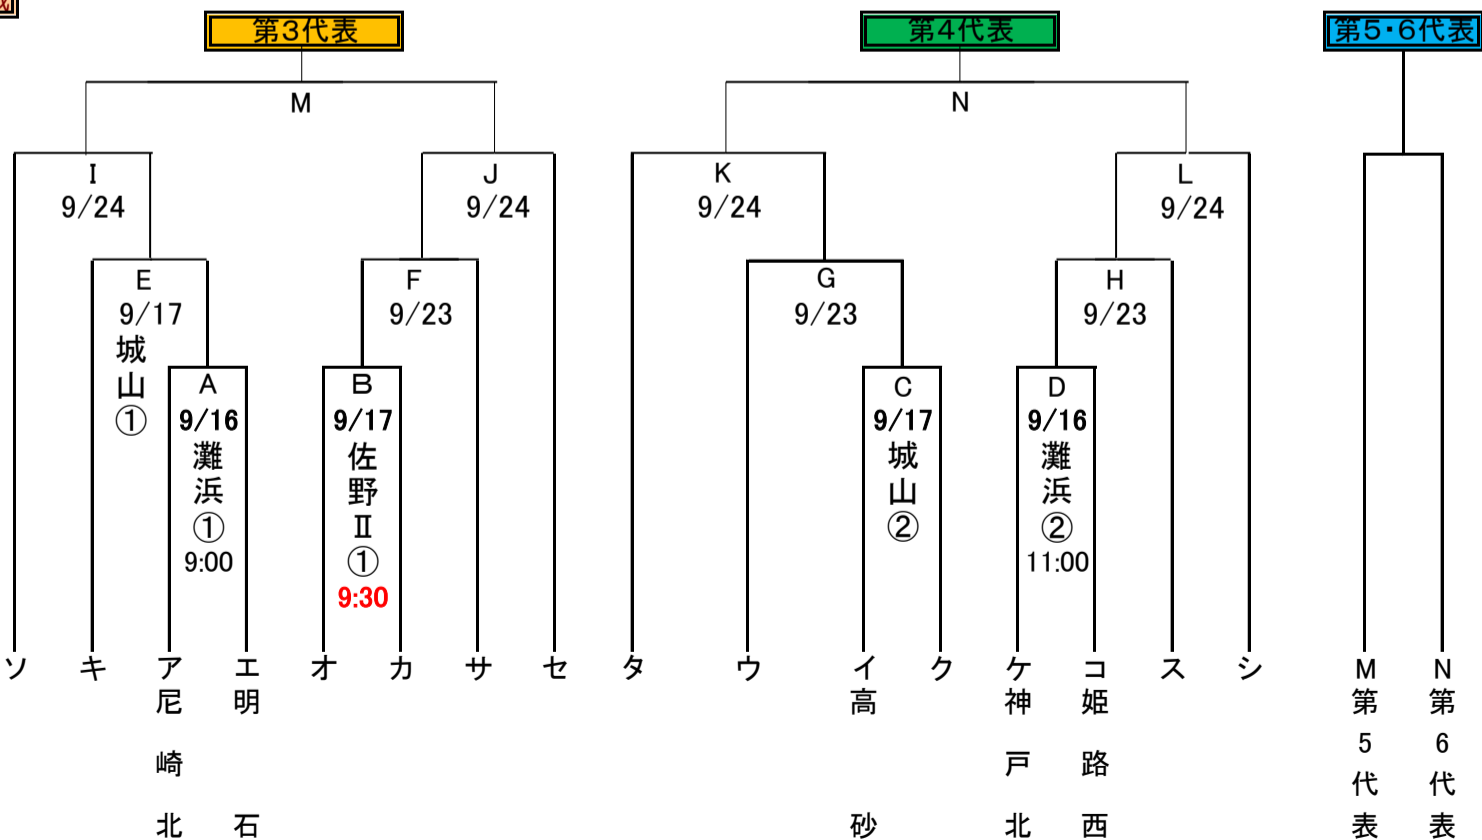 第3代表
第4代表
第5・6代表
M
N
I
9/24
J
9/24
K
9/24
L
9/24
E
9/17
城山①
F
9/23
G
9/23
H
9/23
A
9/16
灘浜①
9:00
B
9/17
佐野Ⅱ①
9:30
C
9/17
城山②
D
9/16
灘浜②
11:00
ソ
キ
ア
尼崎北
エ
明石
オ
カ
サ
セ
タ
ウ
イ
高砂
ク
ケ
神戸北
コ
姫路西
ス
シ
M
第5代表
N
第6代表